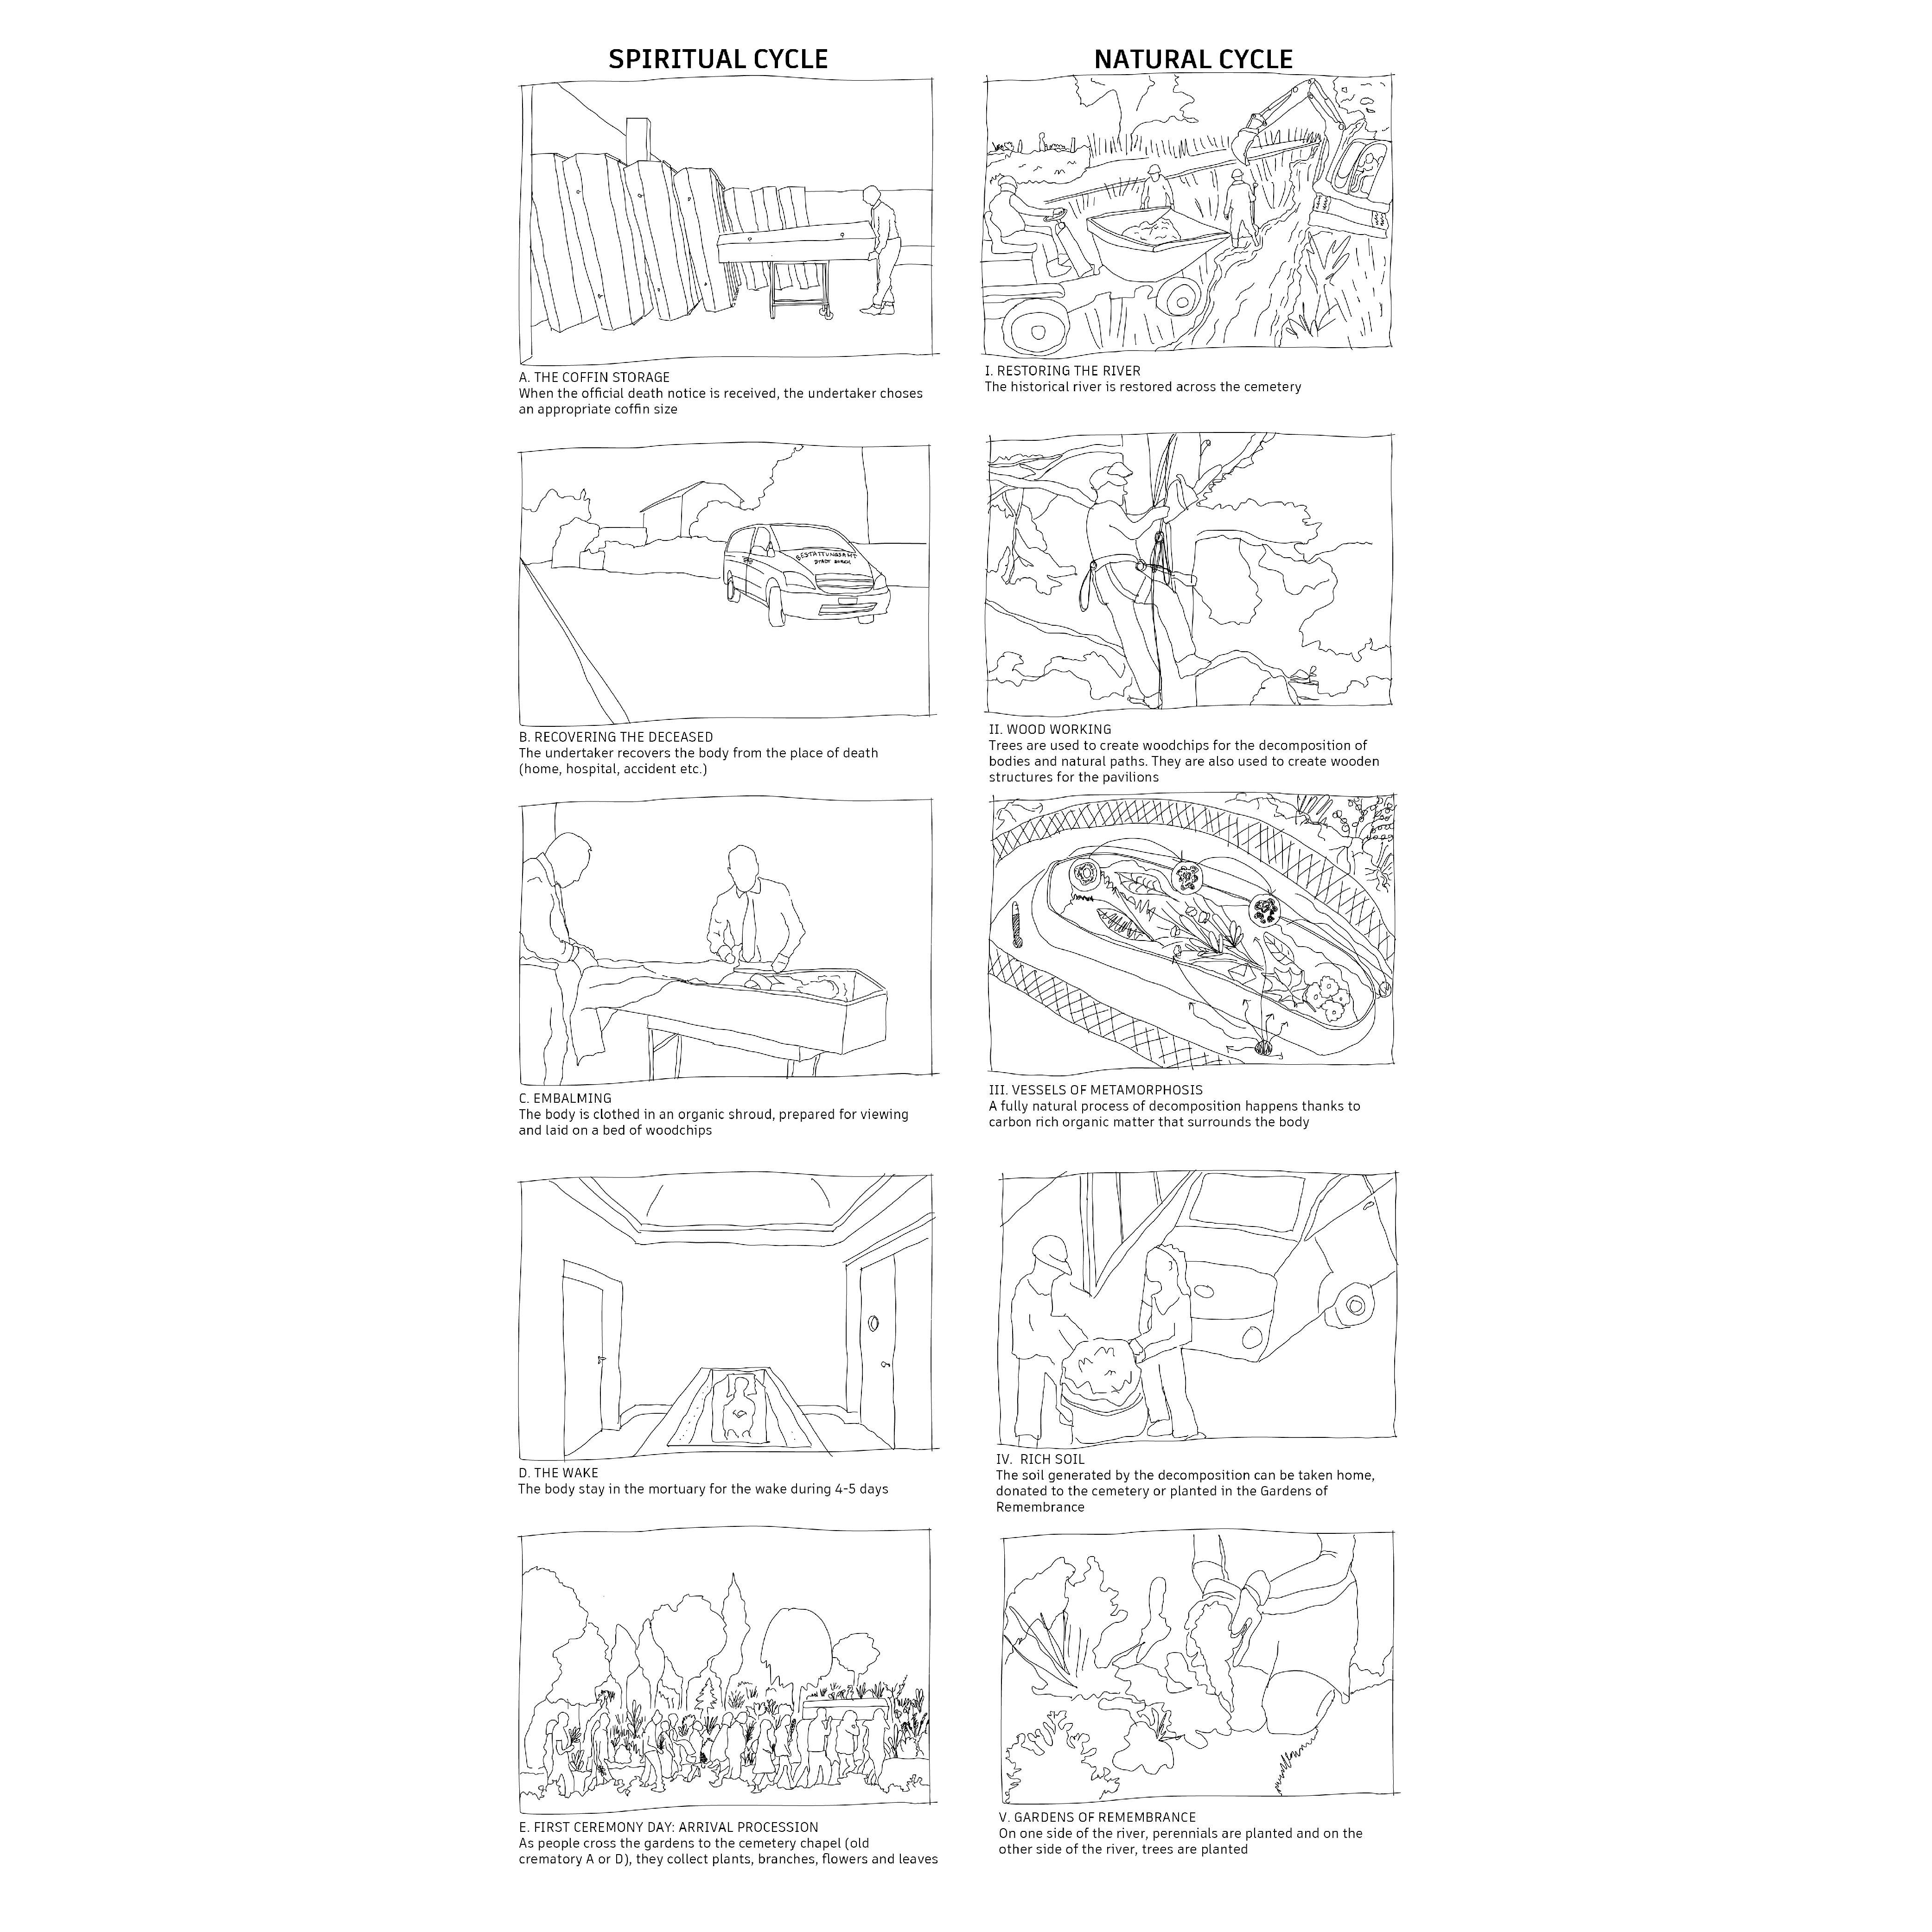 SPIRITUAL CYCLE
A. THE COFFIN STORAGE
When the official death notice is received, the undertaker choses
an appropriate coffin size
BESTATTUNGSAMT
B. RECOVERING THE DECEASED
The undertaker recovers the body from the place of death
(home, hospital, accident etc.)
C. EMBALMING
The body is clothed in an organic shroud, prepared for viewing
and laid on a bed of woodchips
D. THE WAKE
The body stay in the mortuary for the wake during 4-5 days
E. FIRST CEREMONY DAY: ARRIVAL PROCESSION
As people cross the gardens to the cemetery chapel (old
crematory A or D), they collect plants, branches, flowers and leaves
NATURAL CYCLE
I. RESTORING THE RIVER
The historical river is restored across the cemetery
II. WOOD WORKING
Trees are used to create woodchips for the decomposition of
bodies and natural paths. They are also used to create wooden
structures for the pavilions
III. VESSELS OF METAMORPHOSIS
A fully natural process of decomposition happens thanks to
carbon rich organic matter that surrounds the body
IV. RICH SOIL
The soil generated by the decomposition can be taken home,
donated to the cemetery or planted in the Gardens of
Remembrance
V. GARDENS OF REMEMBRANCE
On one side of the river, perennials are planted and on the
other side of the river, trees are planted